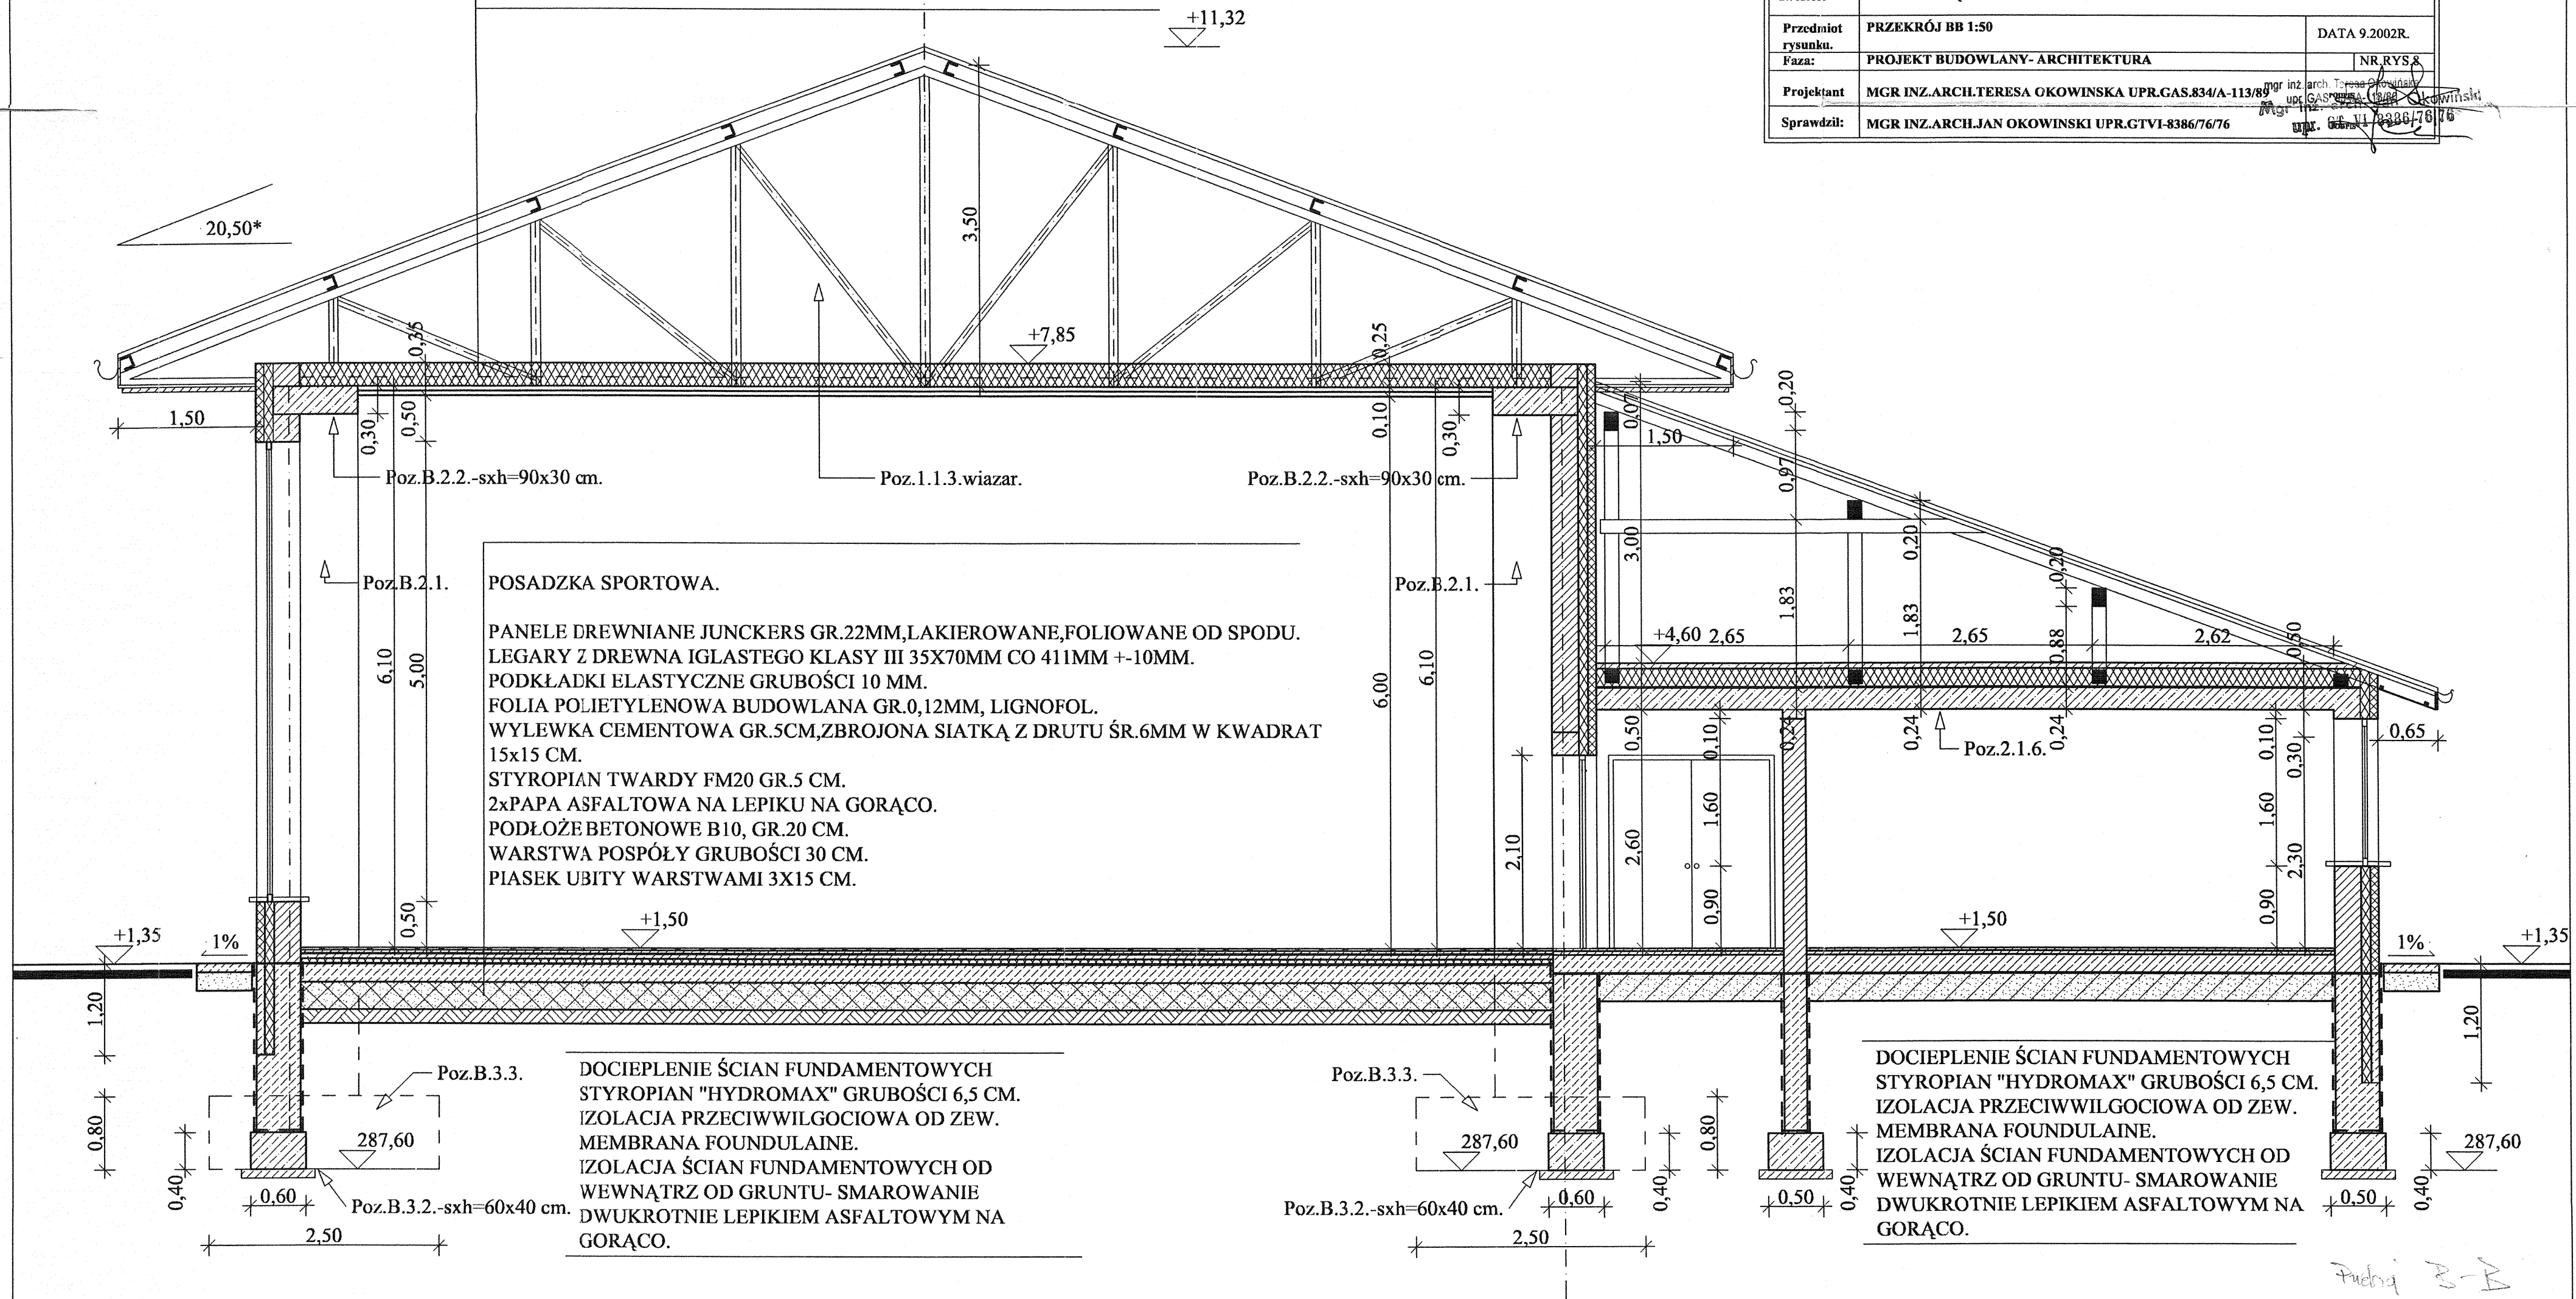 +11,32
Przedmiot rysunku.
PRZEKRÓJ BB 1:50
DATA 9.2002R.
Faza:
PROJEKT BUDOWLANY- ARCHITEKTURA
NR.RYS.8
Projektant
MGR INZ.ARCH.TERESA OKOWINSKA UPR.GAS.834/A-113/89
mgr inż.arch. Teresa Okowińska
Sprawdził:
MGR INZ.ARCH.JAN OKOWINSKI UPR.GTVI-8386/76/76
20,50*
3,50
+7,85
0,35
0,25
1,50
0,30
0,50
0,10
0,30
0,07
0,20
1,50
Poz.B.2.2.-sxh=90x30 cm.
Poz.1.1.3.wiazar.
Poz.B.2.2.-sxh=90x30 cm.
0,97
3,00
0,20
0,20
Poz.B.2.1.
Poz.B.2.1.
1,83
1,83
0,88
0,50
+4,60
2,65
2,65
2,62
6,10
5,00
6,00
6,10
POSADZKA SPORTOWA.
PANELE DREWNIANE JUNCKERS GR.22MM,LAKIEROWANE,FOLIOWANE OD SPODU.
LEGARY Z DREWNA IGLASTEGO KLASY III 35X70MM CO 411MM +-10MM.
PODKŁADKI ELASTYCZNE GRUBOŚCI 10 MM.
FOLIA POLIETYLENOWA BUDOWLANA GR.0,12MM, LIGNOFOL.
WYLEWKA CEMENTOWA GR.5CM,ZBROJONA SIATKĄ Z DRUTU ŚR.6MM W KWADRAT
15x15 CM.
STYROPIAN TWARDY FM20 GR.5 CM.
2xPAPA ASFALTOWA NA LEPIKU NA GORĄCO.
PODŁOŻE BETONOWE B10, GR.20 CM.
WARSTWA POSPÓŁY GRUBOŚCI 30 CM.
PIASEK UBITY WARSTWAMI 3X15 CM.
0,50
0,10
0,24
0,24
0,24
0,10
0,30
0,65
Poz.2.1.6.
2,10
2,60
1,60
0,90
1,60
2,30
0,90
0,50
+1,35
1%
+1,50
+1,50
1%
+1,35
1,20
0,80
0,40
1,20
Poz.B.3.3.
287,60
0,60
Poz.B.3.2.-sxh=60x40 cm.
2,50
DOCIEPLENIE ŚCIAN FUNDAMENTOWYCH
STYROPIAN "HYDROMAX" GRUBOŚCI 6,5 CM.
IZOLACJA PRZECIWWILGOCIOWA OD ZEW.
MEMBRANA FOUNDULAINE.
IZOLACJA ŚCIAN FUNDAMENTOWYCH OD
WEWNĄTRZ OD GRUNTU- SMAROWANIE
DWUKROTNIE LEPIKIEM ASFALTOWYM NA
GORĄCO.
Poz.B.3.3.
287,60
Poz.B.3.2.-sxh=60x40 cm.
0,60
2,50
0,40
0,80
0,50
0,40
DOCIEPLENIE ŚCIAN FUNDAMENTOWYCH
STYROPIAN "HYDROMAX" GRUBOŚCI 6,5 CM.
IZOLACJA PRZECIWWILGOCIOWA OD ZEW.
MEMBRANA FOUNDULAINE.
IZOLACJA ŚCIAN FUNDAMENTOWYCH OD
WEWNĄTRZ OD GRUNTU- SMAROWANIE
DWUKROTNIE LEPIKIEM ASFALTOWYM NA
GORĄCO.
0,50
0,40
287,60
B-B